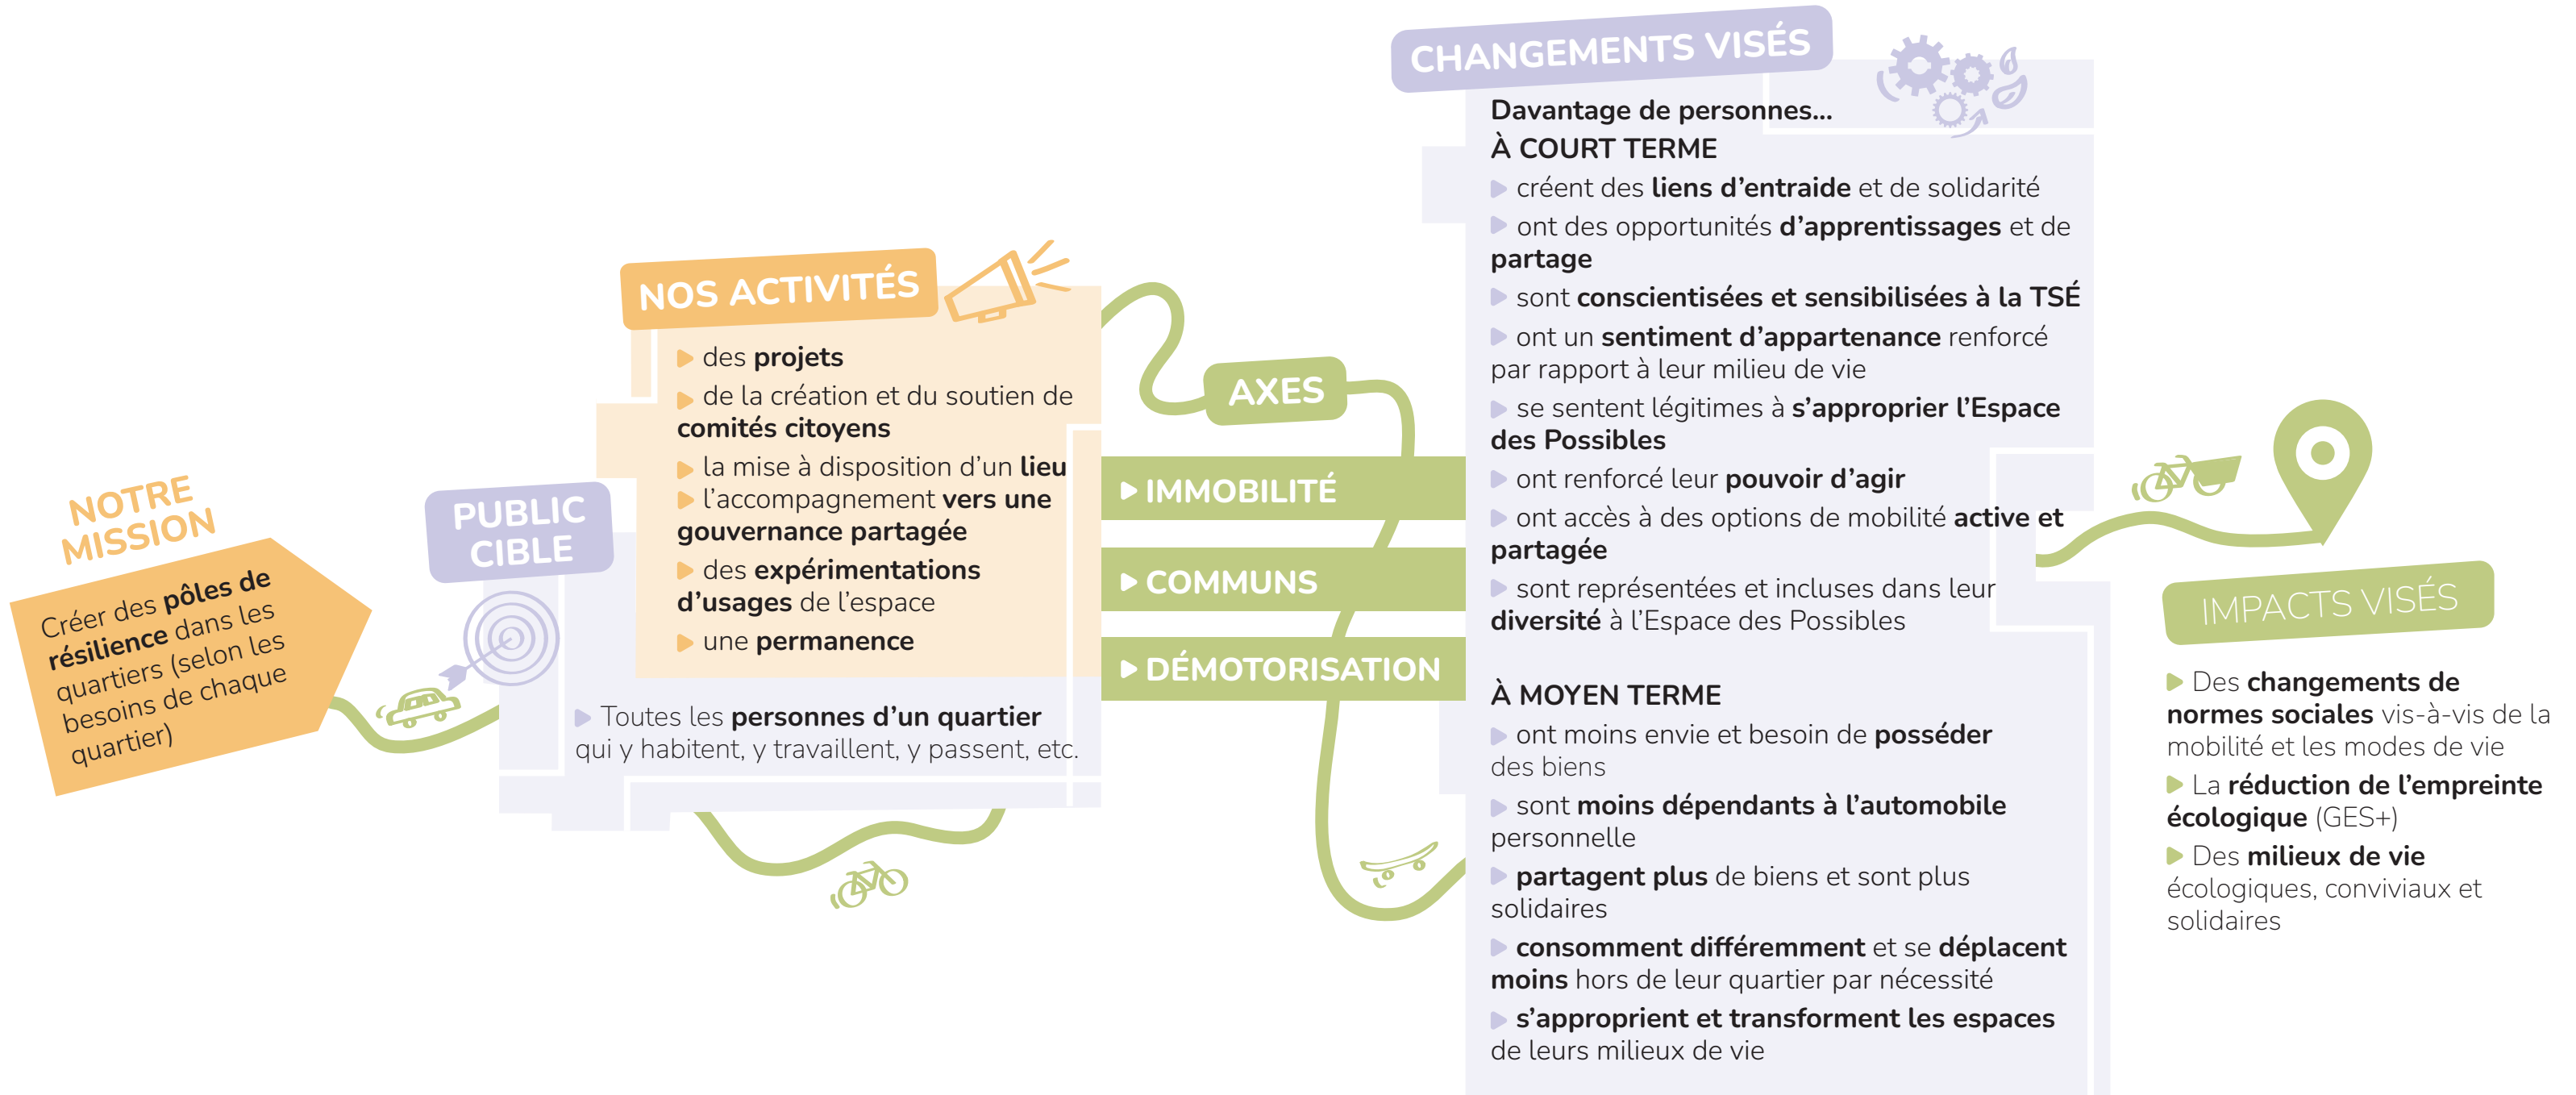 NOTRE
MISSION
Créer des pôles de
résilience dans les
quartiers (selon les
besoins de chaque
quartier)
PUBLIC
CIBLE
Toutes les personnes d’un quartier
qui y habitent, y travaillent, y passent, etc.
NOS ACTIVITÉS
des projets
de la création et du soutien de
comités citoyens
la mise à disposition d’un lieu
l’accompagnement vers une
gouvernance partagée
des expérimentations
d’usages de l’espace
une permanence
AXES
IMMOBILITÉ
COMMUNS
DÉMOTORISATION
CHANGEMENTS VISÉS
Davantage de personnes...
À COURT TERME
créent des liens d’entraide et de solidarité
ont des opportunités d’apprentissages et de
partage
sont conscientisées et sensibilisées à la TSÉ
ont un sentiment d’appartenance renforcé
par rapport à leur milieu de vie
se sentent légitimes à s’approprier l’Espace
des Possibles
ont renforcé leur pouvoir d’agir
ont accès à des options de mobilité active et
partagée
sont représentées et incluses dans leur
diversité à l’Espace des Possibles
À MOYEN TERME
ont moins envie et besoin de posséder
des biens
sont moins dépendants à l’automobile
personnelle
partagent plus de biens et sont plus
solidaires
consomment différemment et se déplacent
moins hors de leur quartier par nécessité
s’approprient et transforment les espaces
de leurs milieux de vie
IMPACTS VISÉS
Des changements de
normes sociales vis-à-vis de la
mobilité et les modes de vie
La réduction de l’empreinte
écologique (GES+)
Des milieux de vie
écologiques, conviviaux et
solidaires